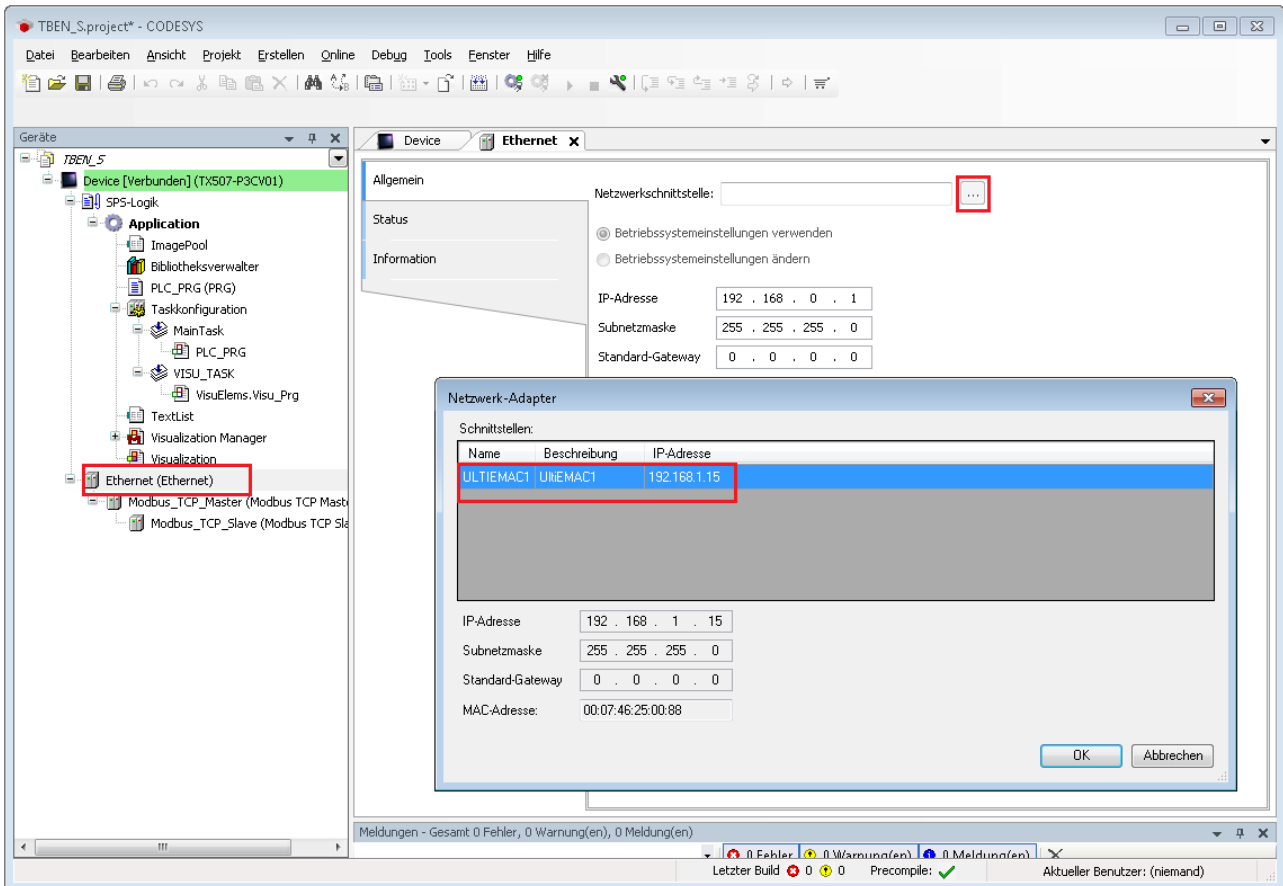 TBEN_S.project* - CODESYS
Datei Bearbeiten Ansicht Projekt Erstellen Online Debug Tools Fenster Hilfe
Geräte
TBEN_S
Device [Verbunden] (TX507-P3CV01)
SPS-Logik
Application
ImagePool
Bibliotheksverwalter
PLC_PRG (PRG)
Taskkonfiguration
MainTask
PLC_PRG
VISU_TASK
VisuElems.Visu_Prg
TextList
Visualization Manager
Visualization
Ethernet (Ethernet)
Modbus_TCP_Master (Modbus TCP Maste
Modbus_TCP_Slave (Modbus TCP Sla
Device Ethernet
Allgemein
Status
Information
Netzwerkschnittstelle: ...
Betriebssystemeinstellungen verwenden
Betriebssystemeinstellungen ändern
IP-Adresse 192 . 168 . 0 . 1
Subnetzmaske 255 . 255 . 255 . 0
Standard-Gateway 0 . 0 . 0 . 0
Netzwerk-Adapter
Schnittstellen:
Name Beschreibung IP-Adresse
ULTIEMAC1 UltiEMAC1 192.168.1.15
IP-Adresse 192 . 168 . 1 . 15
Subnetzmaske 255 . 255 . 255 . 0
Standard-Gateway 0 . 0 . 0 . 0
MAC-Adresse: 00:07:46:25:00:88
OK Abbrechen
Meldungen - Gesamt 0 Fehler, 0 Warnung(en), 0 Meldung(en)
0 Fehler 0 Warnung(en) 0 Meldung(en)
Letzter Build 0 0 Precompile: Aktueller Benutzer: (niemand)